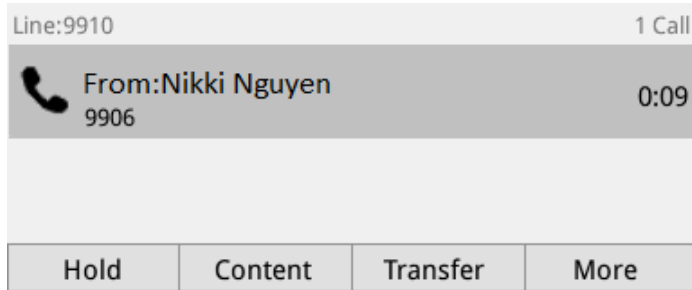 Line:9910 1 Call
From:Nikki Nguyen 0:09
9906
Hold Content Transfer More